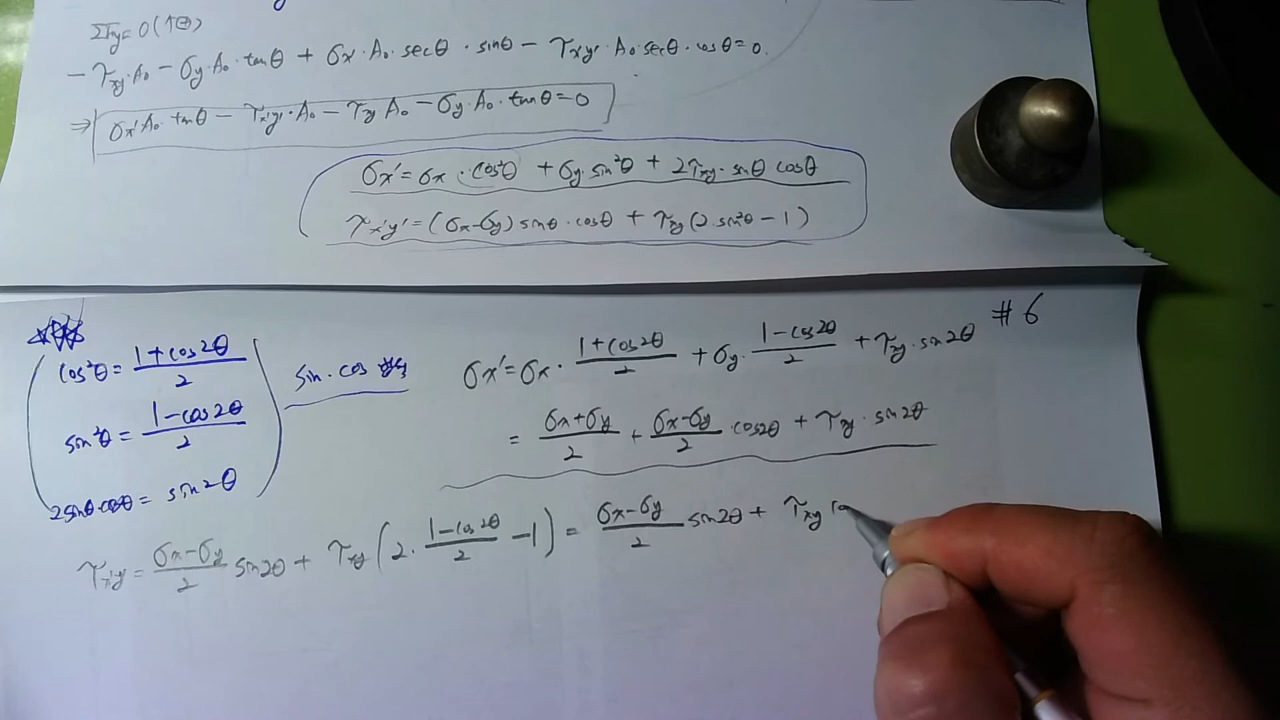 ΣFy=0(↑⊕)
-τxy·A₀ - σy·A₀·tanθ + σx'·A₀·secθ·sinθ - τx'y'·A₀·secθ·cosθ=0.
⇒ σx'A₀·tanθ - τx'y'·A₀ - τxy A₀ - σy·A₀·tanθ=0
σx'=σx·cos²θ + σy·sin²θ + 2τxy·sinθ cosθ
τx'y'=(σx-σy)sinθ·cosθ + τxy(2·sin²θ-1)
#6
cos²θ = (1+cos2θ)/2
sin²θ = (1-cos2θ)/2
2sinθ·cosθ = sin2θ
sin·cos
σx'=σx·(1+cos2θ)/2 + σy·(1-cos2θ)/2 + τxy·sin2θ
= (σx+σy)/2 + (σx-σy)/2 cos2θ + τxy·sin2θ
τx'y'= (σx-σy)/2 sin2θ + τxy(2·(1-cos2θ)/2 -1) = (σx-σy)/2 sin2θ + τxy